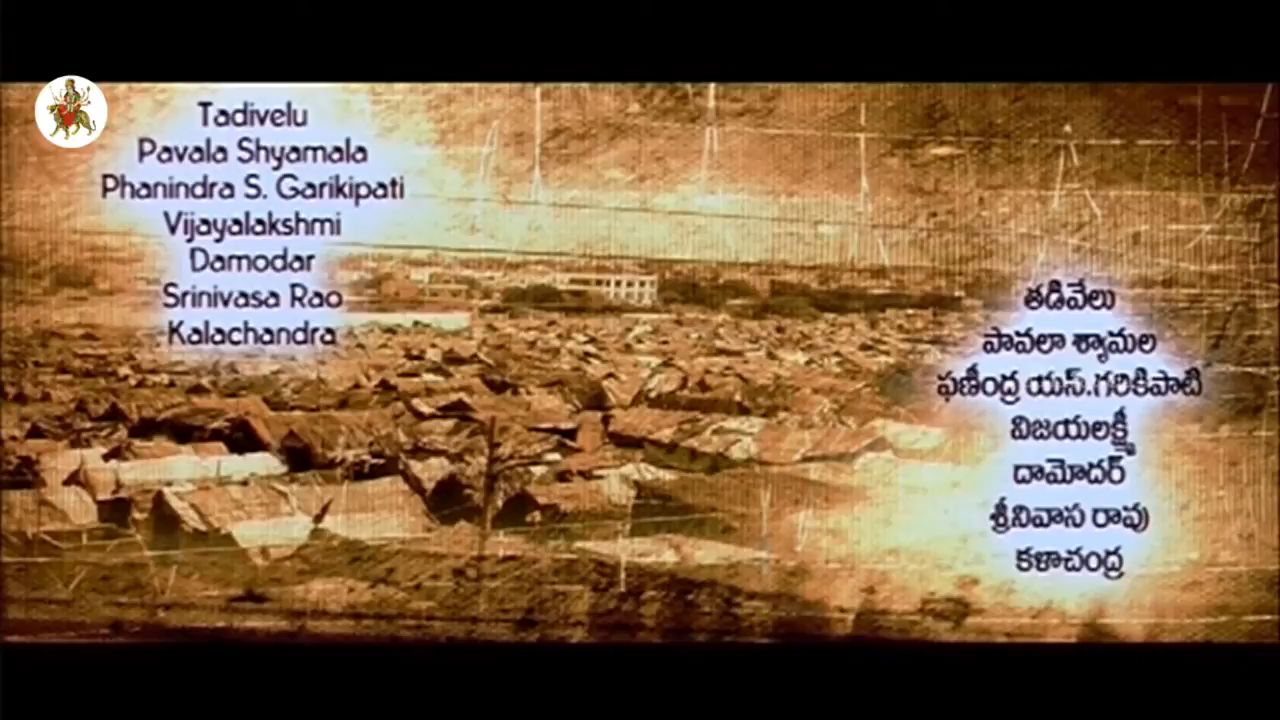 Tadivelu
Pavala Shyamala
Phanindra S. Garikipati
Vijayalakshmi
Damodar
Srinivasa Rao
Kalachandra
తడివేలు
పావలా శ్యామల
ఫణీంద్ర యస్.గరికిపాటి
విజయలక్ష్మీ
దామోదర్
శ్రీనివాస రావు
కళాచంద్ర